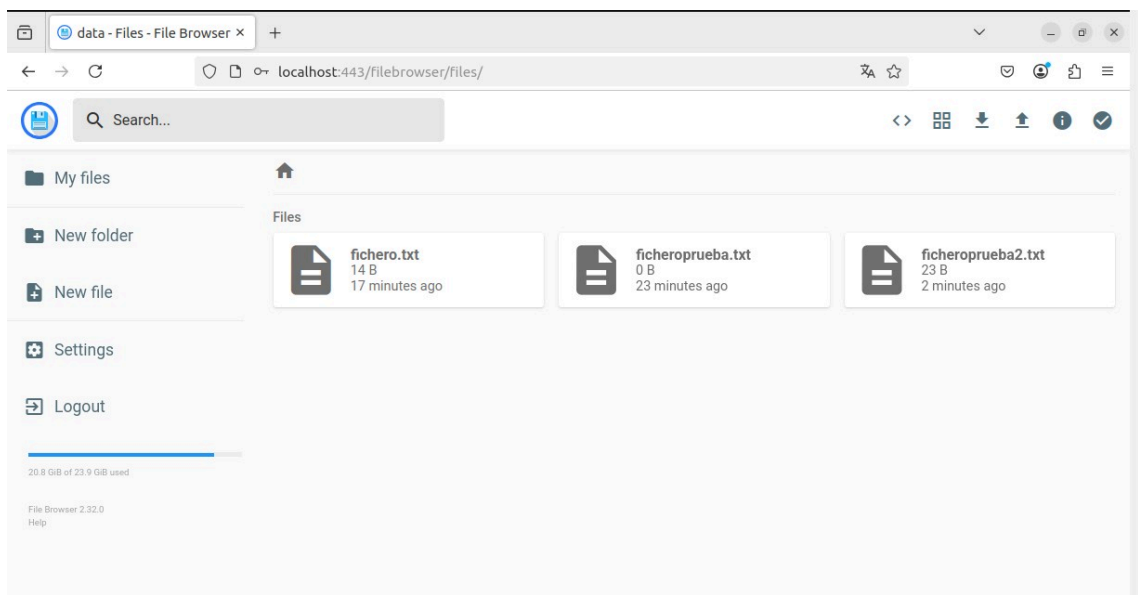 data - Files - File Browser
localhost:443/filebrowser/files/
Search...
My files
New folder
New file
Settings
Logout
20.8 GiB of 23.9 GiB used
File Browser 2.32.0
Help
Files
fichero.txt
14 B
17 minutes ago
ficheroprueba.txt
0 B
23 minutes ago
ficheroprueba2.txt
23 B
2 minutes ago